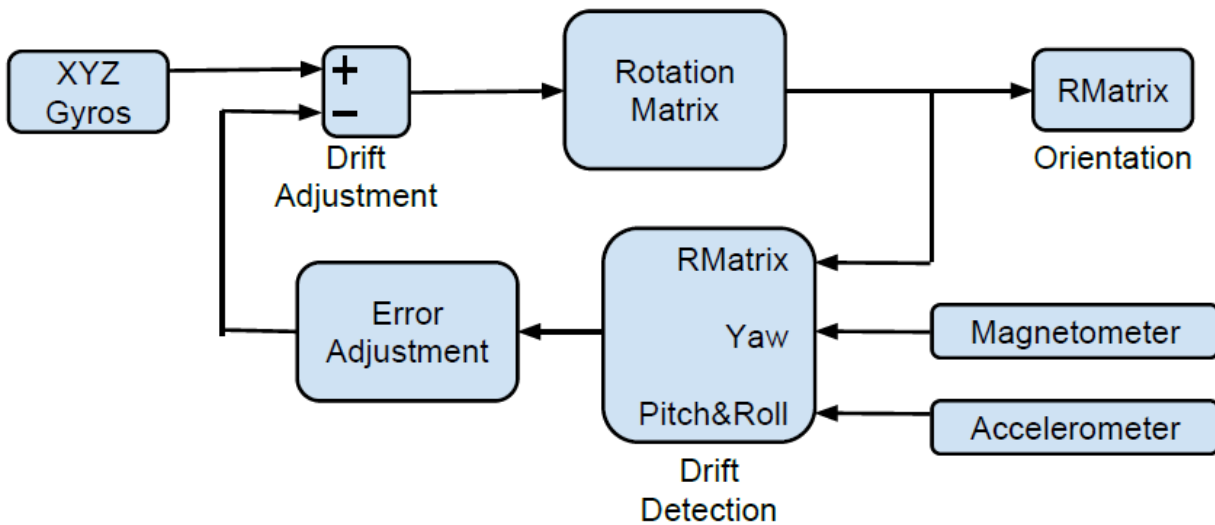 XYZ
Gyros
+
−
Drift
Adjustment
Rotation
Matrix
RMatrix
Orientation
RMatrix
Yaw
Pitch&Roll
Drift
Detection
Error
Adjustment
Magnetometer
Accelerometer